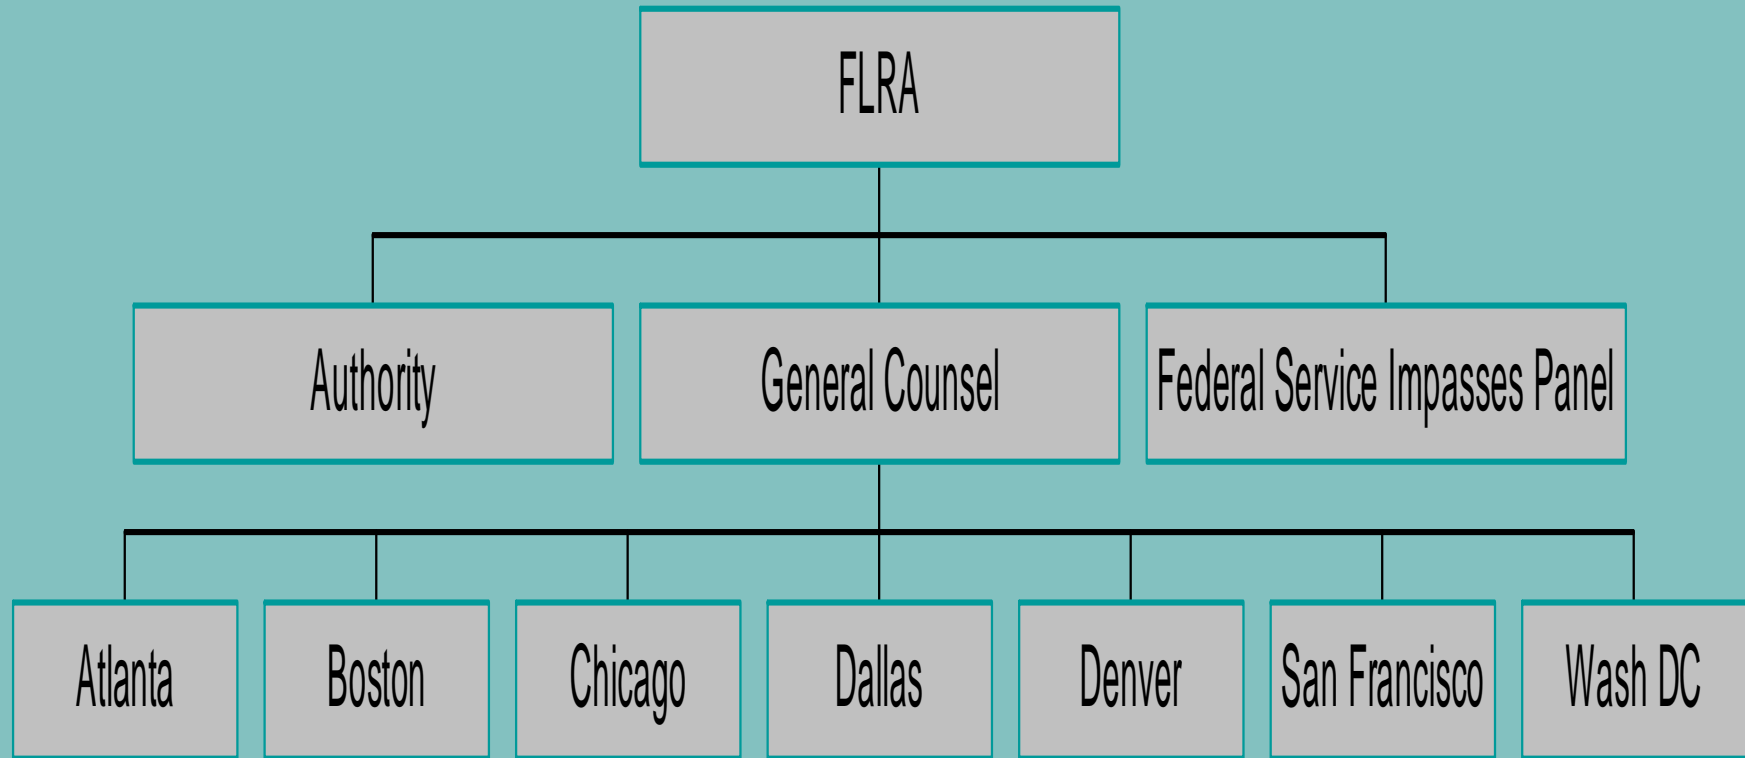 FLRA
Authority
General Counsel
Federal Service Impasses Panel
Atlanta
Boston
Chicago
Dallas
Denver
San Francisco
Wash DC